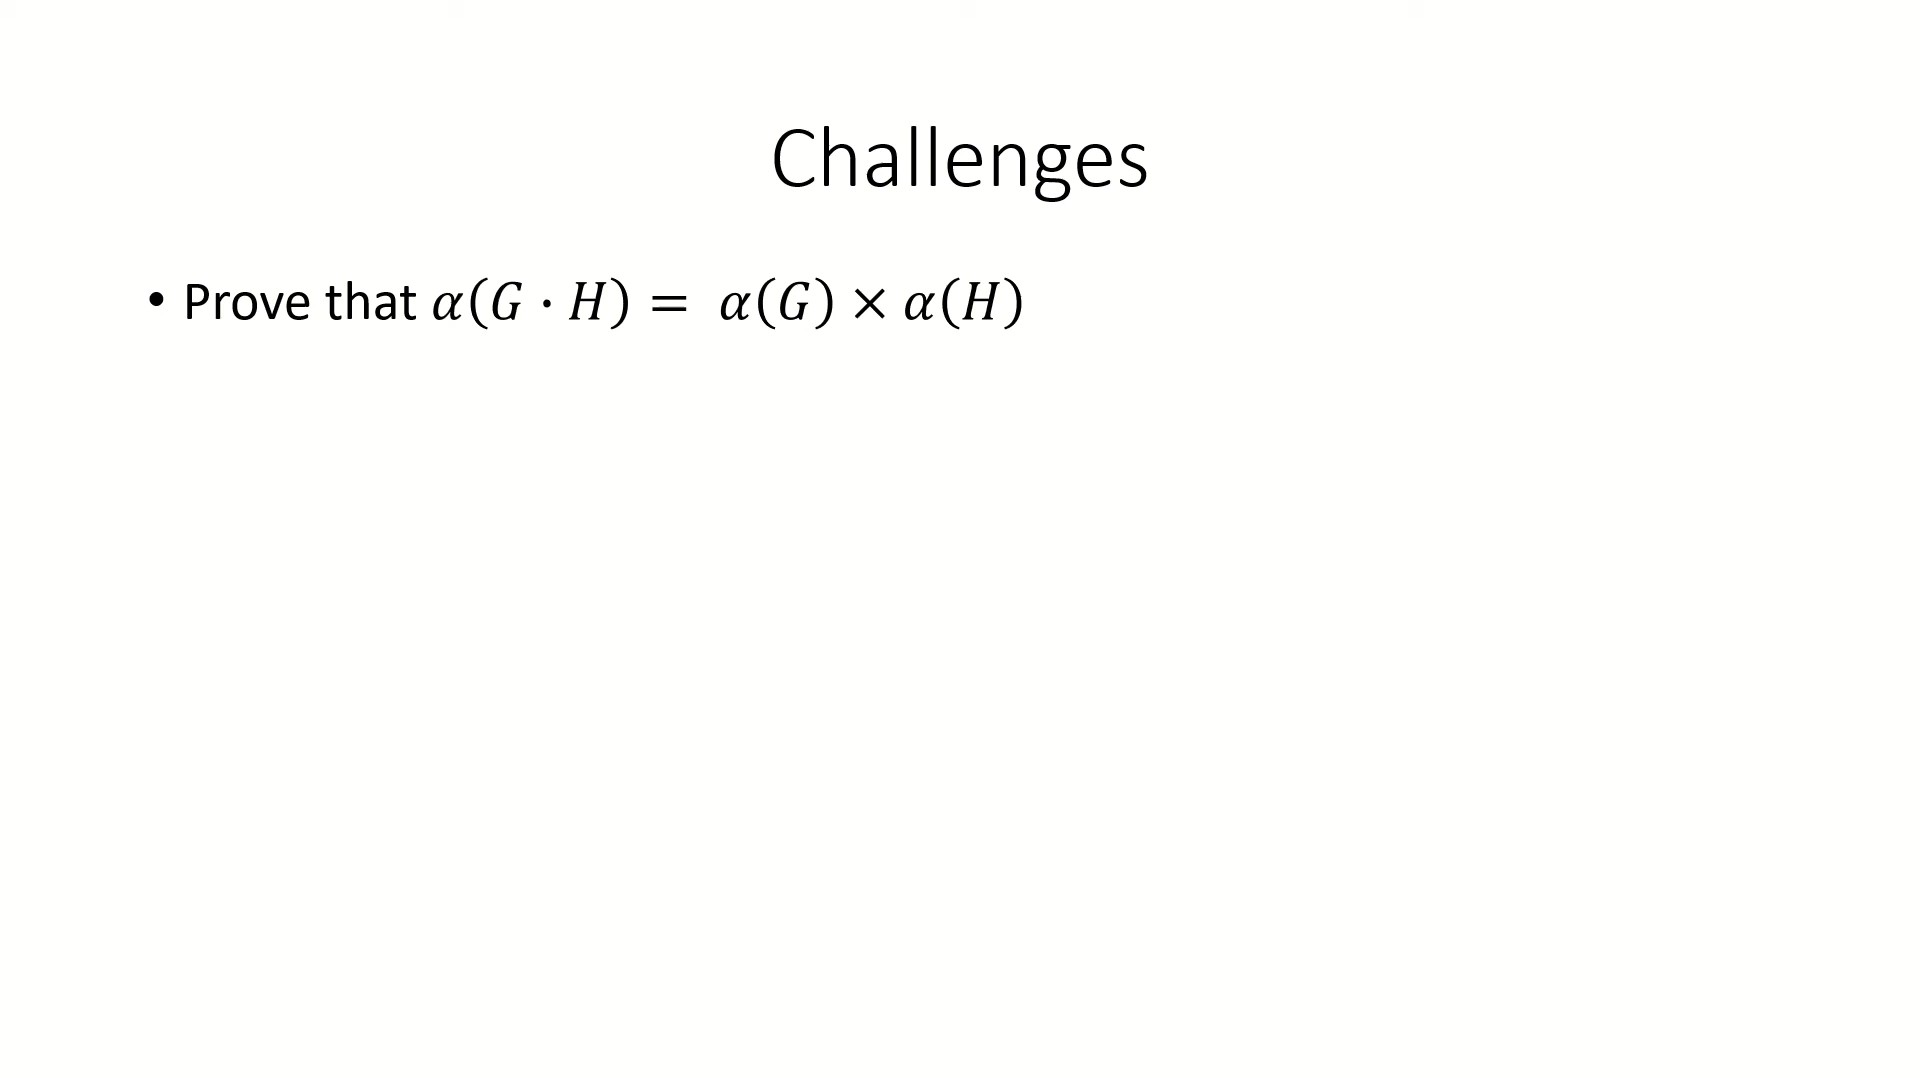 Challenges
• Prove that 𝛼(𝐺 · 𝐻) = 𝛼(𝐺) × 𝛼(𝐻)